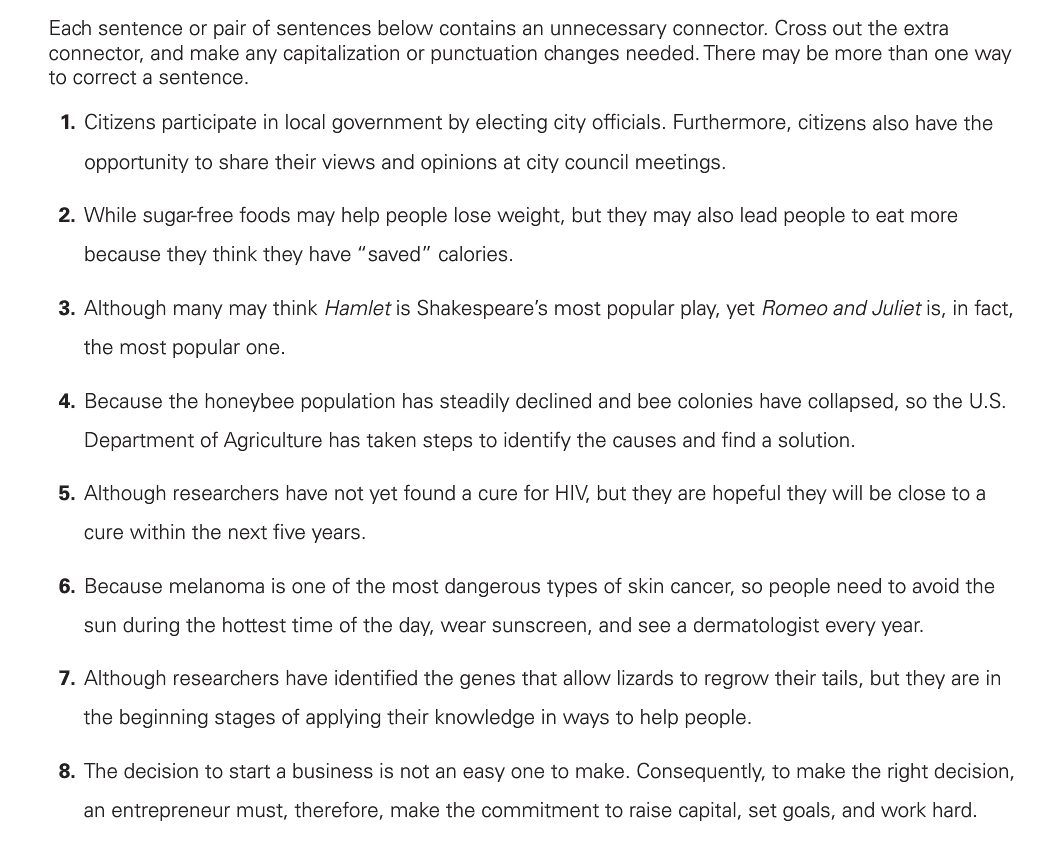 Each sentence or pair of sentences below contains an unnecessary connector. Cross out the extra
connector, and make any capitalization or punctuation changes needed. There may be more than one way
to correct a sentence.
1. Citizens participate in local government by electing city officials. Furthermore, citizens also have the
opportunity to share their views and opinions at city council meetings.
2. While sugar-free foods may help people lose weight, but they may also lead people to eat more
because they think they have “saved” calories.
3. Although many may think Hamlet is Shakespeare’s most popular play, yet Romeo and Juliet is, in fact,
the most popular one.
4. Because the honeybee population has steadily declined and bee colonies have collapsed, so the U.S.
Department of Agriculture has taken steps to identify the causes and find a solution.
5. Although researchers have not yet found a cure for HIV, but they are hopeful they will be close to a
cure within the next five years.
6. Because melanoma is one of the most dangerous types of skin cancer, so people need to avoid the
sun during the hottest time of the day, wear sunscreen, and see a dermatologist every year.
7. Although researchers have identified the genes that allow lizards to regrow their tails, but they are in
the beginning stages of applying their knowledge in ways to help people.
8. The decision to start a business is not an easy one to make. Consequently, to make the right decision,
an entrepreneur must, therefore, make the commitment to raise capital, set goals, and work hard.